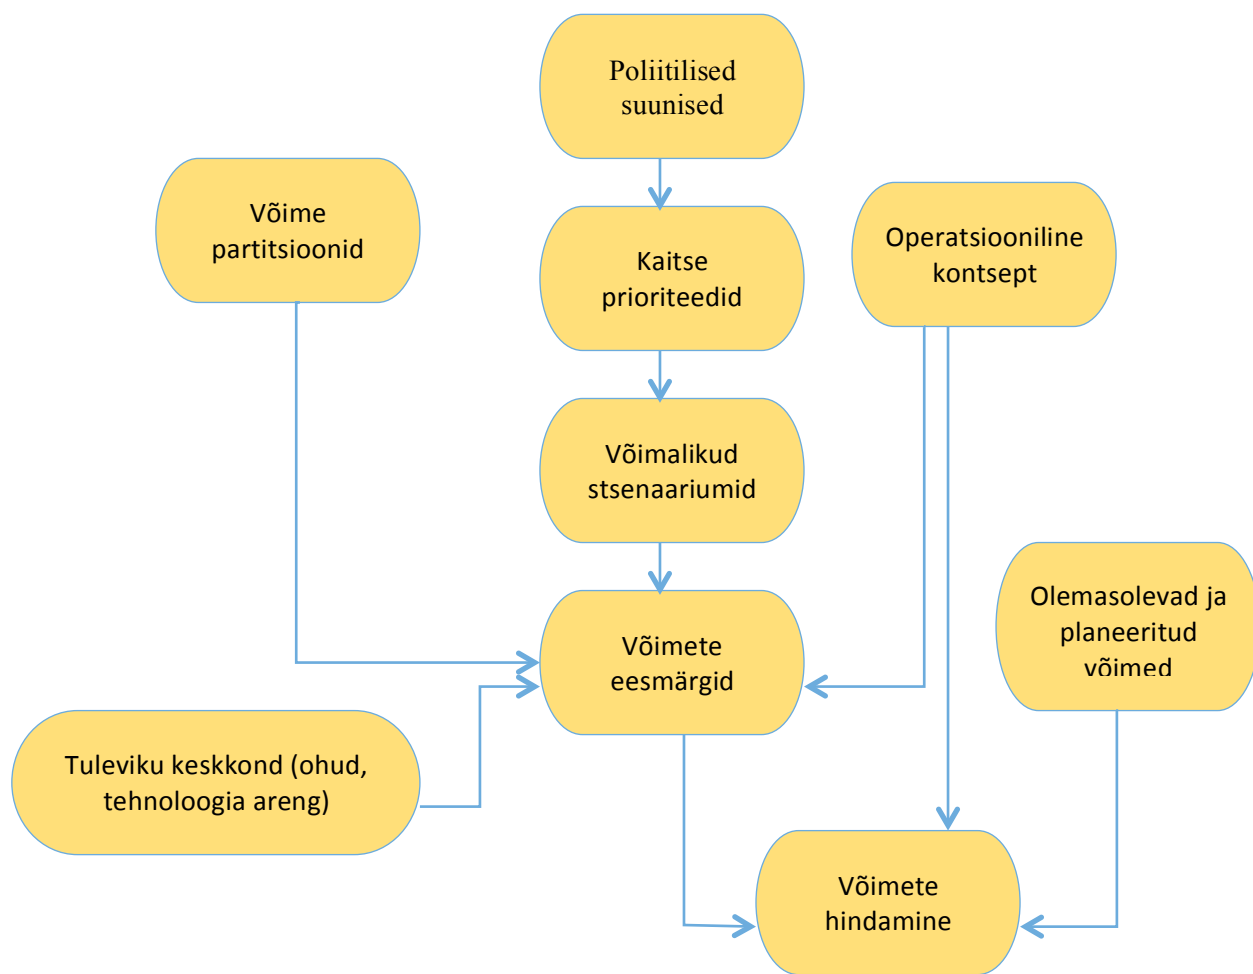 Poliitilised
suunised
Võime
partitsioonid
Kaitse
prioriteedid
Operatsiooniline
kontsept
Võimalikud
stsenaariumid
Võimete
eesmärgid
Olemasolevad ja
planeeritud
võimed
Tuleviku keskkond (ohud,
tehnoloogia areng)
Võimete
hindamine